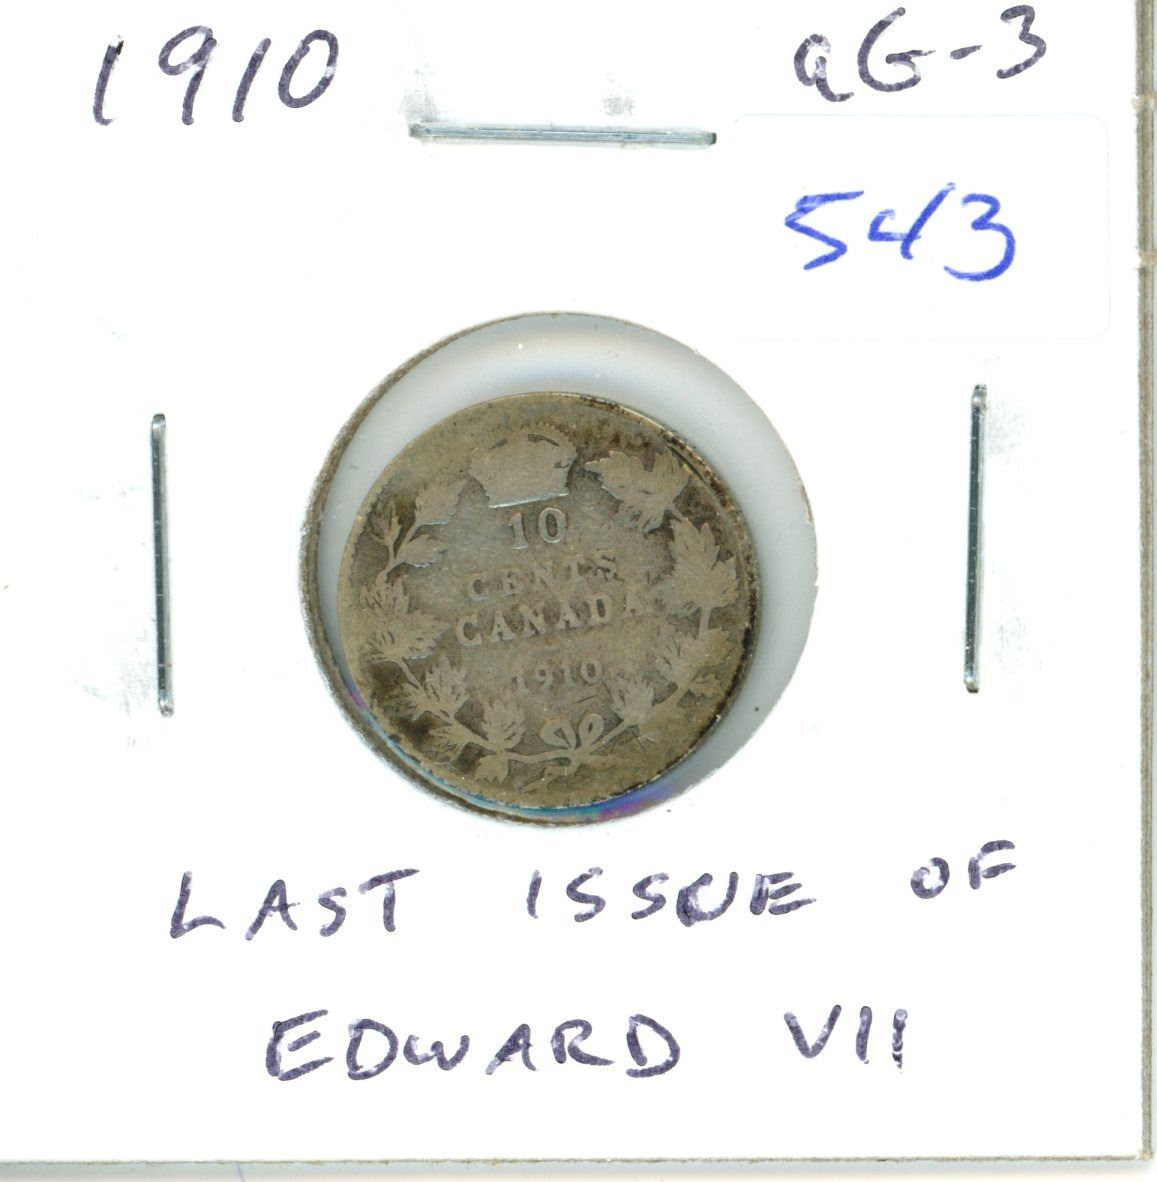 1910 aG-3
543
10
CENTS
CANADA
1910
LAST ISSUE OF
EDWARD VII